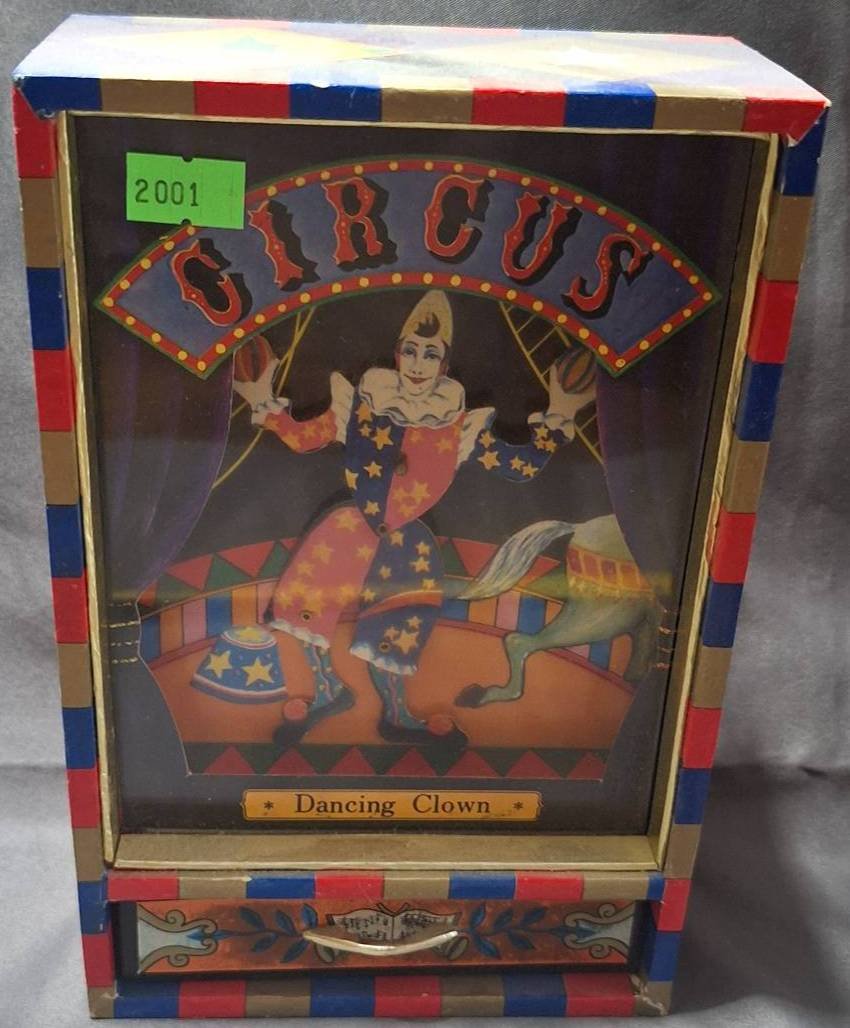 2001
CIRCUS
* Dancing Clown *